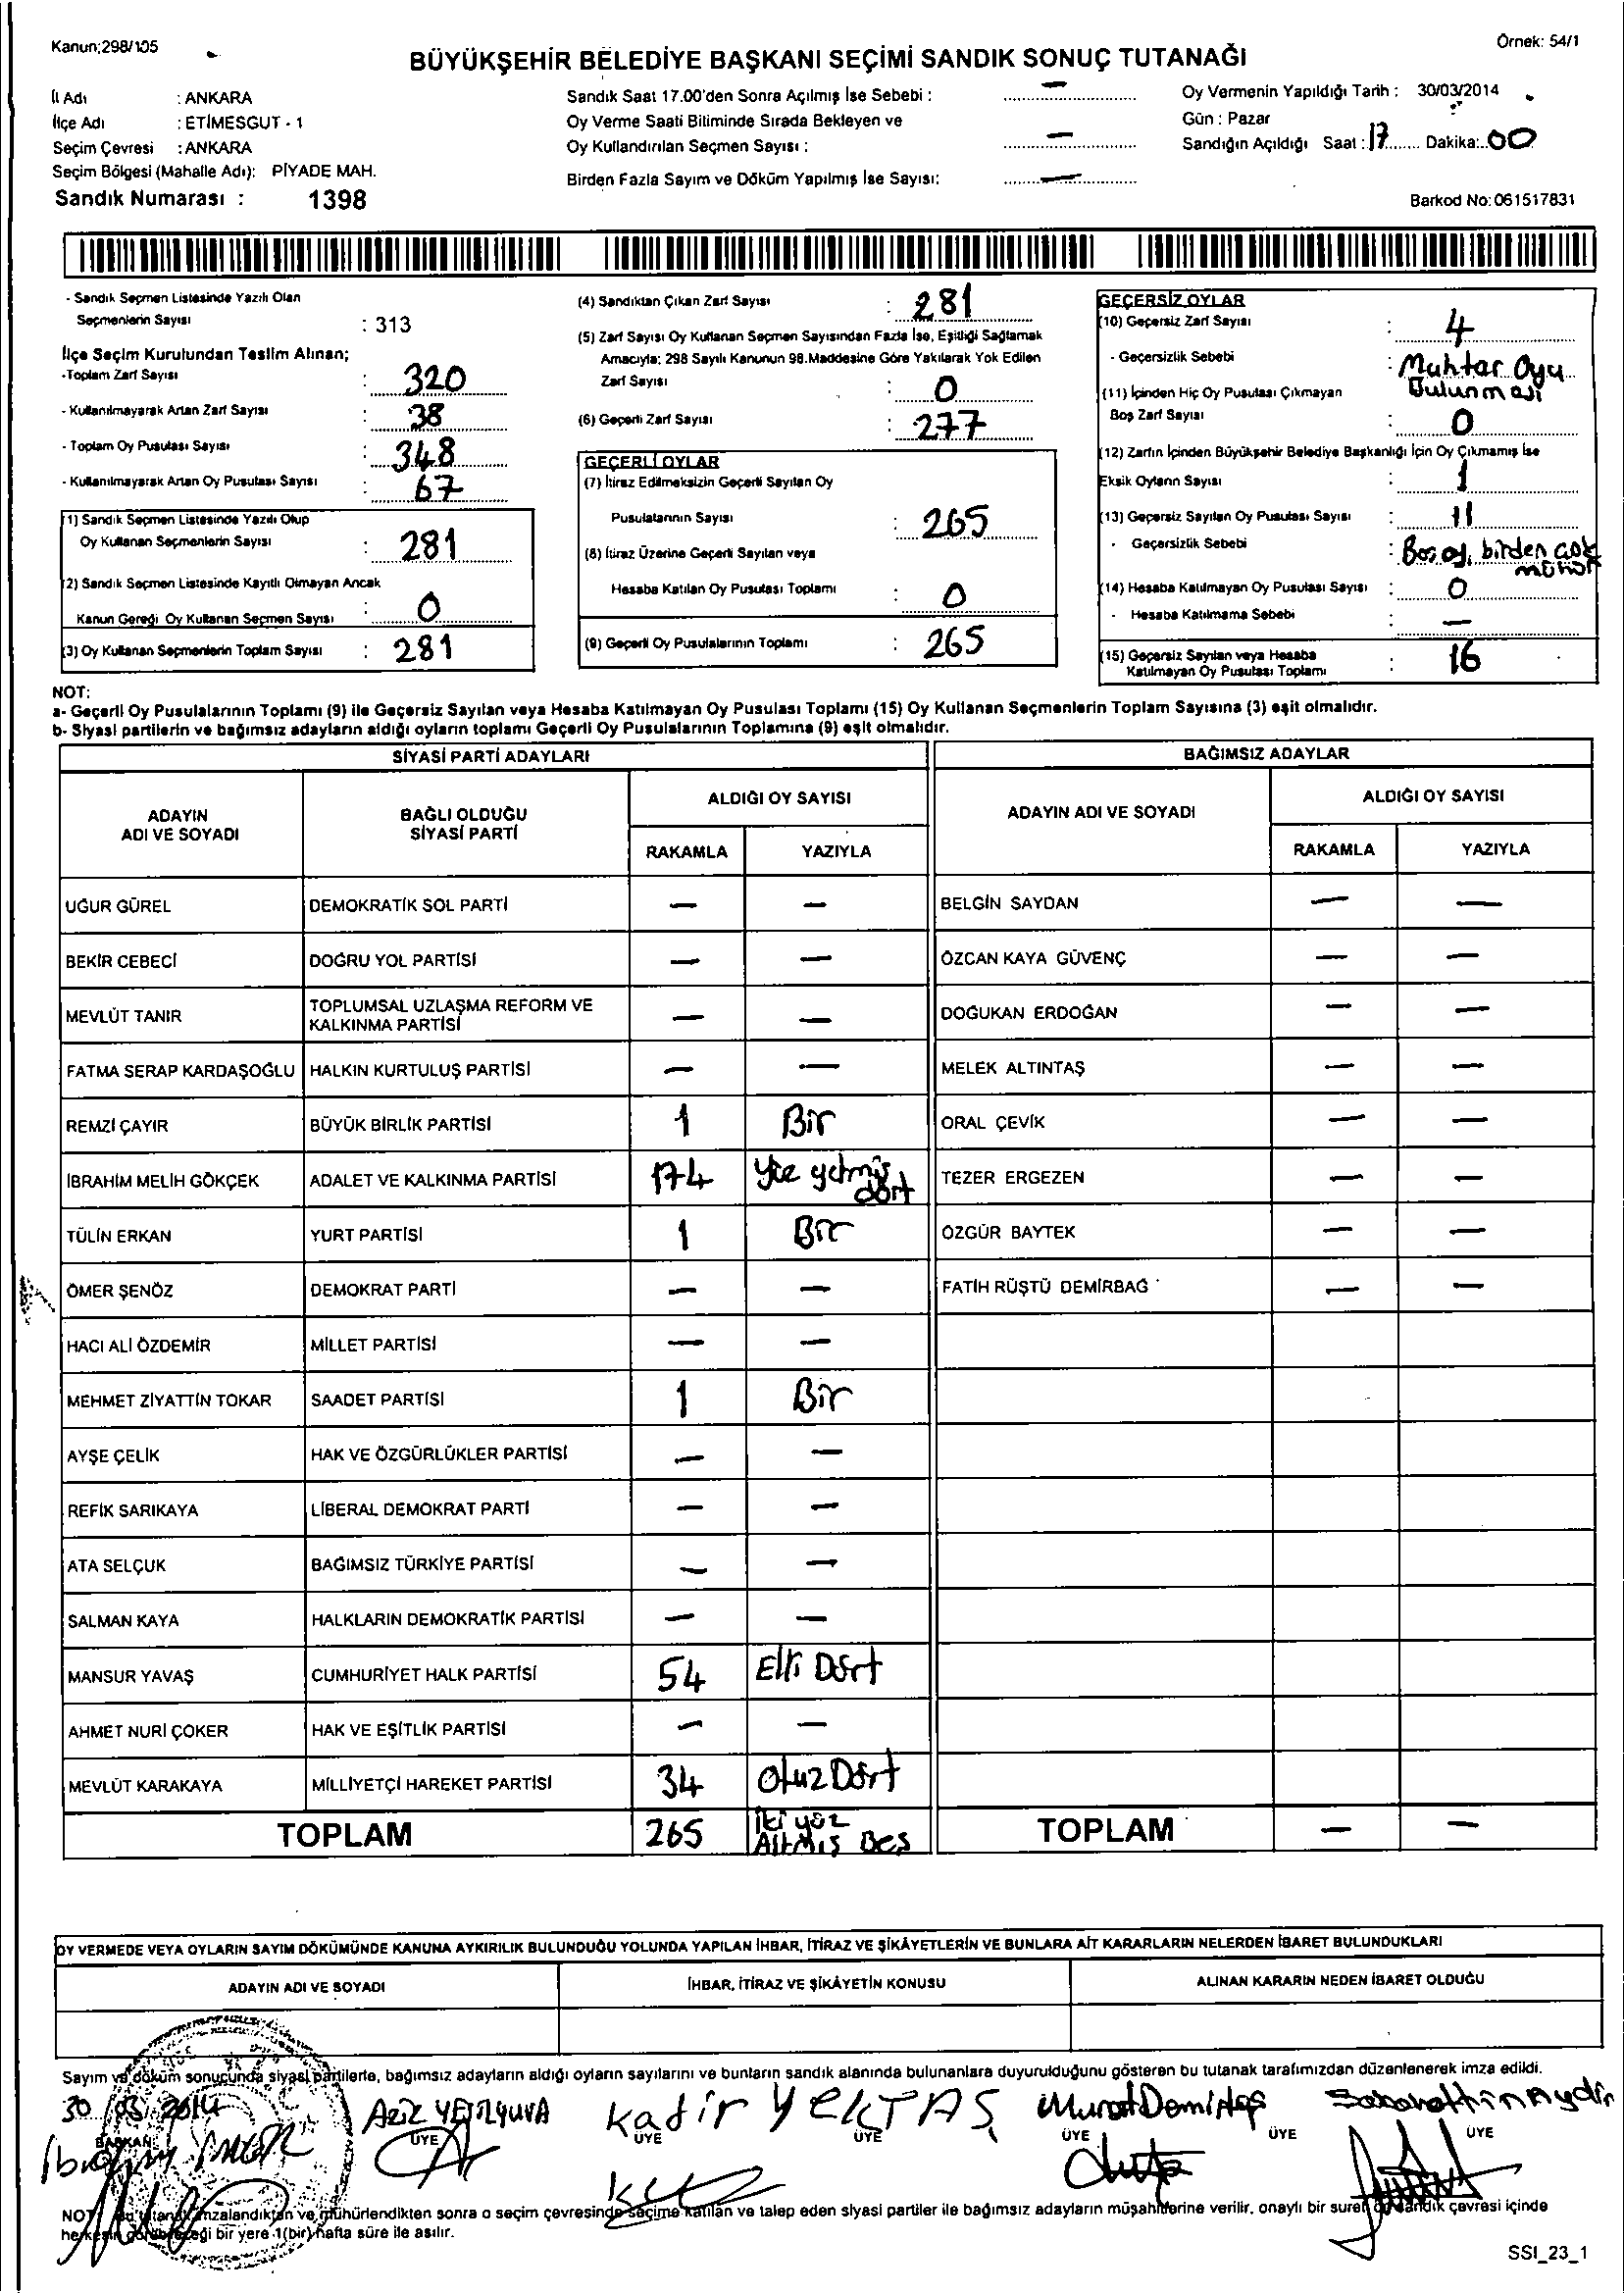 Kanun;298/105
Örnek: 54/1
BÜYÜKŞEHİR BELEDİYE BAŞKANI SEÇİMİ SANDIK SONUÇ TUTANAĞI
İl Adı : ANKARA
İlçe Adı : ETİMESGUT - 1
Seçim Çevresi : ANKARA
Seçim Bölgesi (Mahalle Adı): PİYADE MAH.
Sandık Numarası : 1398
Sandık Saat 17.00'den Sonra Açılmış İse Sebebi : —
Oy Verme Saati Bitiminde Sırada Bekleyen ve
Oy Kullandırılan Seçmen Sayısı : —
Birden Fazla Sayım ve Döküm Yapılmış İse Sayısı: —
Oy Vermenin Yapıldığı Tarih : 30/03/2014
Gün : Pazar
Sandığın Açıldığı Saat : 17 Dakika: 00
Barkod No: 061517831
- Sandık Seçmen Listesinde Yazılı Olan
Seçmenlerin Sayısı : 313
İlçe Seçim Kurulundan Teslim Alınan;
-Toplam Zarf Sayısı : 320
- Kullanılmayarak Artan Zarf Sayısı : 38
- Toplam Oy Pusulası Sayısı : 348
- Kullanılmayarak Artan Oy Pusulası Sayısı : 67
(1) Sandık Seçmen Listesinde Yazılı Olup
Oy Kullanan Seçmenlerin Sayısı : 281
(2) Sandık Seçmen Listesinde Kayıtlı Olmayan Ancak
Kanun Gereği Oy Kullanan Seçmen Sayısı : 0
(3) Oy Kullanan Seçmenlerin Toplam Sayısı : 281
(4) Sandıktan Çıkan Zarf Sayısı : 281
(5) Zarf Sayısı Oy Kullanan Seçmen Sayısından Fazla İse, Eşitliği Sağlamak
Amacıyla; 298 Sayılı Kanunun 98.Maddesine Göre Yakılarak Yok Edilen
Zarf Sayısı : 0
(6) Geçerli Zarf Sayısı : 277
GEÇERLİ OYLAR
(7) İtiraz Edilmeksizin Geçerli Sayılan Oy
Pusulalarının Sayısı : 265
(8) İtiraz Üzerine Geçerli Sayılan veya
Hesaba Katılan Oy Pusulası Toplamı : 0
(9) Geçerli Oy Pusulalarının Toplamı : 265
GEÇERSİZ OYLAR
(10) Geçersiz Zarf Sayısı : 4
- Geçersizlik Sebebi : Muhtar Oyu
Bulunması
(11) İçinden Hiç Oy Pusulası Çıkmayan
Boş Zarf Sayısı : 0
(12) Zarfın İçinden Büyükşehir Belediye Başkanlığı İçin Oy Çıkmamış İse
Eksik Oyların Sayısı : 1
(13) Geçersiz Sayılan Oy Pusulası Sayısı : 11
- Geçersizlik Sebebi : Boş oy, birden çok
mühür
(14) Hesaba Katılmayan Oy Pusulası Sayısı : 0
- Hesaba Katılmama Sebebi : —
(15) Geçersiz Sayılan veya Hesaba
Katılmayan Oy Pusulası Toplamı : 16
NOT:
a- Geçerli Oy Pusulalarının Toplamı (9) ile Geçersiz Sayılan veya Hesaba Katılmayan Oy Pusulası Toplamı (15) Oy Kullanan Seçmenlerin Toplam Sayısına (3) eşit olmalıdır.
b- Siyasi partilerin ve bağımsız adayların aldığı oyların toplamı Geçerli Oy Pusulalarının Toplamına (9) eşit olmalıdır.
SİYASİ PARTİ ADAYLARI
ADAYIN ADI VE SOYADI BAĞLI OLDUĞU SİYASİ PARTİ ALDIĞI OY SAYISI
RAKAMLA YAZIYLA
UĞUR GÜREL DEMOKRATİK SOL PARTİ — —
BEKİR CEBECİ DOĞRU YOL PARTİSİ — —
MEVLÜT TANIR TOPLUMSAL UZLAŞMA REFORM VE KALKINMA PARTİSİ — —
FATMA SERAP KARDAŞOĞLU HALKIN KURTULUŞ PARTİSİ — —
REMZİ ÇAYIR BÜYÜK BİRLİK PARTİSİ 1 Bir
İBRAHİM MELİH GÖKÇEK ADALET VE KALKINMA PARTİSİ 174 Yüz yetmiş dört
TÜLİN ERKAN YURT PARTİSİ 1 Bir
ÖMER ŞENÖZ DEMOKRAT PARTİ — —
HACI ALİ ÖZDEMİR MİLLET PARTİSİ — —
MEHMET ZİYATTİN TOKAR SAADET PARTİSİ 1 Bir
AYŞE ÇELİK HAK VE ÖZGÜRLÜKLER PARTİSİ — —
REFİK SARIKAYA LİBERAL DEMOKRAT PARTİ — —
ATA SELÇUK BAĞIMSIZ TÜRKİYE PARTİSİ — —
SALMAN KAYA HALKLARIN DEMOKRATİK PARTİSİ — —
MANSUR YAVAŞ CUMHURİYET HALK PARTİSİ 54 Elli Dört
AHMET NURİ ÇOKER HAK VE EŞİTLİK PARTİSİ — —
MEVLÜT KARAKAYA MİLLİYETÇİ HAREKET PARTİSİ 34 Otuz Dört
TOPLAM 265 İki yüz Altmış Beş
BAĞIMSIZ ADAYLAR
ADAYIN ADI VE SOYADI ALDIĞI OY SAYISI
RAKAMLA YAZIYLA
BELGİN SAYDAN — —
ÖZCAN KAYA GÜVENÇ — —
DOĞUKAN ERDOĞAN — —
MELEK ALTINTAŞ — —
ORAL ÇEVİK — —
TEZER ERGEZEN — —
ÖZGÜR BAYTEK — —
FATİH RÜŞTÜ DEMİRBAĞ — —
TOPLAM — —
OY VERMEDE VEYA OYLARIN SAYIM DÖKÜMÜNDE KANUNA AYKIRILIK BULUNDUĞU YOLUNDA YAPILAN İHBAR, İTİRAZ VE ŞİKÂYETLERİN VE BUNLARA AİT KARARLARIN NELERDEN İBARET BULUNDUKLARI
ADAYIN ADI VE SOYADI İHBAR, İTİRAZ VE ŞİKÂYETİN KONUSU ALINAN KARARIN NEDEN İBARET OLDUĞU
Sayım ve döküm sonucunda siyasi partilerle, bağımsız adayların aldığı oyların sayılarını ve bunların sandık alanında bulunanlara duyurulduğunu gösteren bu tutanak tarafımızdan düzenlenerek imza edildi.
30 03 2014
Kadir YEKTAŞ Murat Demirtaş Sabahattin Aydın
BAŞKAN ÜYE ÜYE ÜYE ÜYE ÜYE ÜYE
NOT: Bu tutanak imzalandıktan ve mühürlendikten sonra o seçim çevresinde seçime katılan ve talep eden siyasi partiler ile bağımsız adayların müşahitlerine verilir, onaylı bir sureti de sandık çevresi içinde
herkesin görebileceği bir yere 1(bir) hafta süre ile asılır.
SSI_23_1